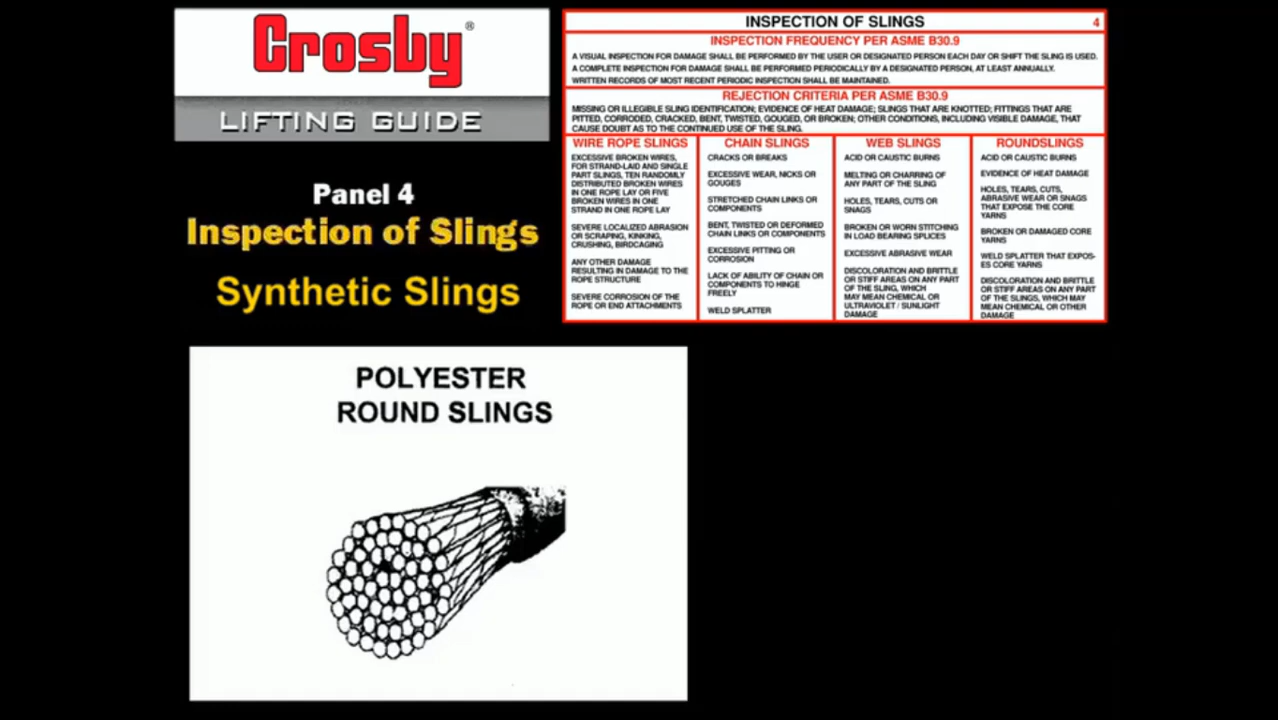 Crosby®
LIFTING GUIDE
Panel 4
Inspection of Slings
Synthetic Slings
INSPECTION OF SLINGS 4
INSPECTION FREQUENCY PER ASME B30.9
A VISUAL INSPECTION FOR DAMAGE SHALL BE PERFORMED BY THE USER OR DESIGNATED PERSON EACH DAY OR SHIFT THE SLING IS USED.
A COMPLETE INSPECTION FOR DAMAGE SHALL BE PERFORMED PERIODICALLY BY A DESIGNATED PERSON, AT LEAST ANNUALLY.
WRITTEN RECORDS OF MOST RECENT PERIODIC INSPECTION SHALL BE MAINTAINED.
REJECTION CRITERIA PER ASME B30.9
MISSING OR ILLEGIBLE SLING IDENTIFICATION; EVIDENCE OF HEAT DAMAGE; SLINGS THAT ARE KNOTTED; FITTINGS THAT ARE
PITTED, CORRODED, CRACKED, BENT, TWISTED, GOUGED, OR BROKEN; OTHER CONDITIONS, INCLUDING VISIBLE DAMAGE, THAT
CAUSE DOUBT AS TO THE CONTINUED USE OF THE SLING.
WIRE ROPE SLINGS
EXCESSIVE BROKEN WIRES,
FOR STRAND-LAID AND SINGLE
PART SLINGS, TEN RANDOMLY
DISTRIBUTED BROKEN WIRES
IN ONE ROPE LAY OR FIVE
BROKEN WIRES IN ONE
STRAND IN ONE ROPE LAY
SEVERE LOCALIZED ABRASION
OR SCRAPING, KINKING,
CRUSHING, BIRDCAGING
ANY OTHER DAMAGE
RESULTING IN DAMAGE TO THE
ROPE STRUCTURE
SEVERE CORROSION OF THE
ROPE OR END ATTACHMENTS
CHAIN SLINGS
CRACKS OR BREAKS
EXCESSIVE WEAR, NICKS OR
GOUGES
STRETCHED CHAIN LINKS OR
COMPONENTS
BENT, TWISTED OR DEFORMED
CHAIN LINKS OR COMPONENTS
EXCESSIVE PITTING OR
CORROSION
LACK OF ABILITY OF CHAIN OR
COMPONENTS TO HINGE
FREELY
WELD SPLATTER
WEB SLINGS
ACID OR CAUSTIC BURNS
MELTING OR CHARRING OF
ANY PART OF THE SLING
HOLES, TEARS, CUTS OR
SNAGS
BROKEN OR WORN STITCHING
IN LOAD BEARING SPLICES
EXCESSIVE ABRASIVE WEAR
DISCOLORATION AND BRITTLE
OR STIFF AREAS ON ANY PART
OF THE SLING, WHICH
MAY MEAN CHEMICAL OR
ULTRAVIOLET / SUNLIGHT
DAMAGE
ROUNDSLINGS
ACID OR CAUSTIC BURNS
EVIDENCE OF HEAT DAMAGE
HOLES, TEARS, CUTS,
ABRASIVE WEAR OR SNAGS
THAT EXPOSE THE CORE
YARNS
BROKEN OR DAMAGED CORE
YARNS
WELD SPLATTER THAT EXPOS-
ES CORE YARNS
DISCOLORATION AND BRITTLE
OR STIFF AREAS ON ANY PART
OF THE SLINGS, WHICH MAY
MEAN CHEMICAL OR OTHER
DAMAGE
POLYESTER
ROUND SLINGS